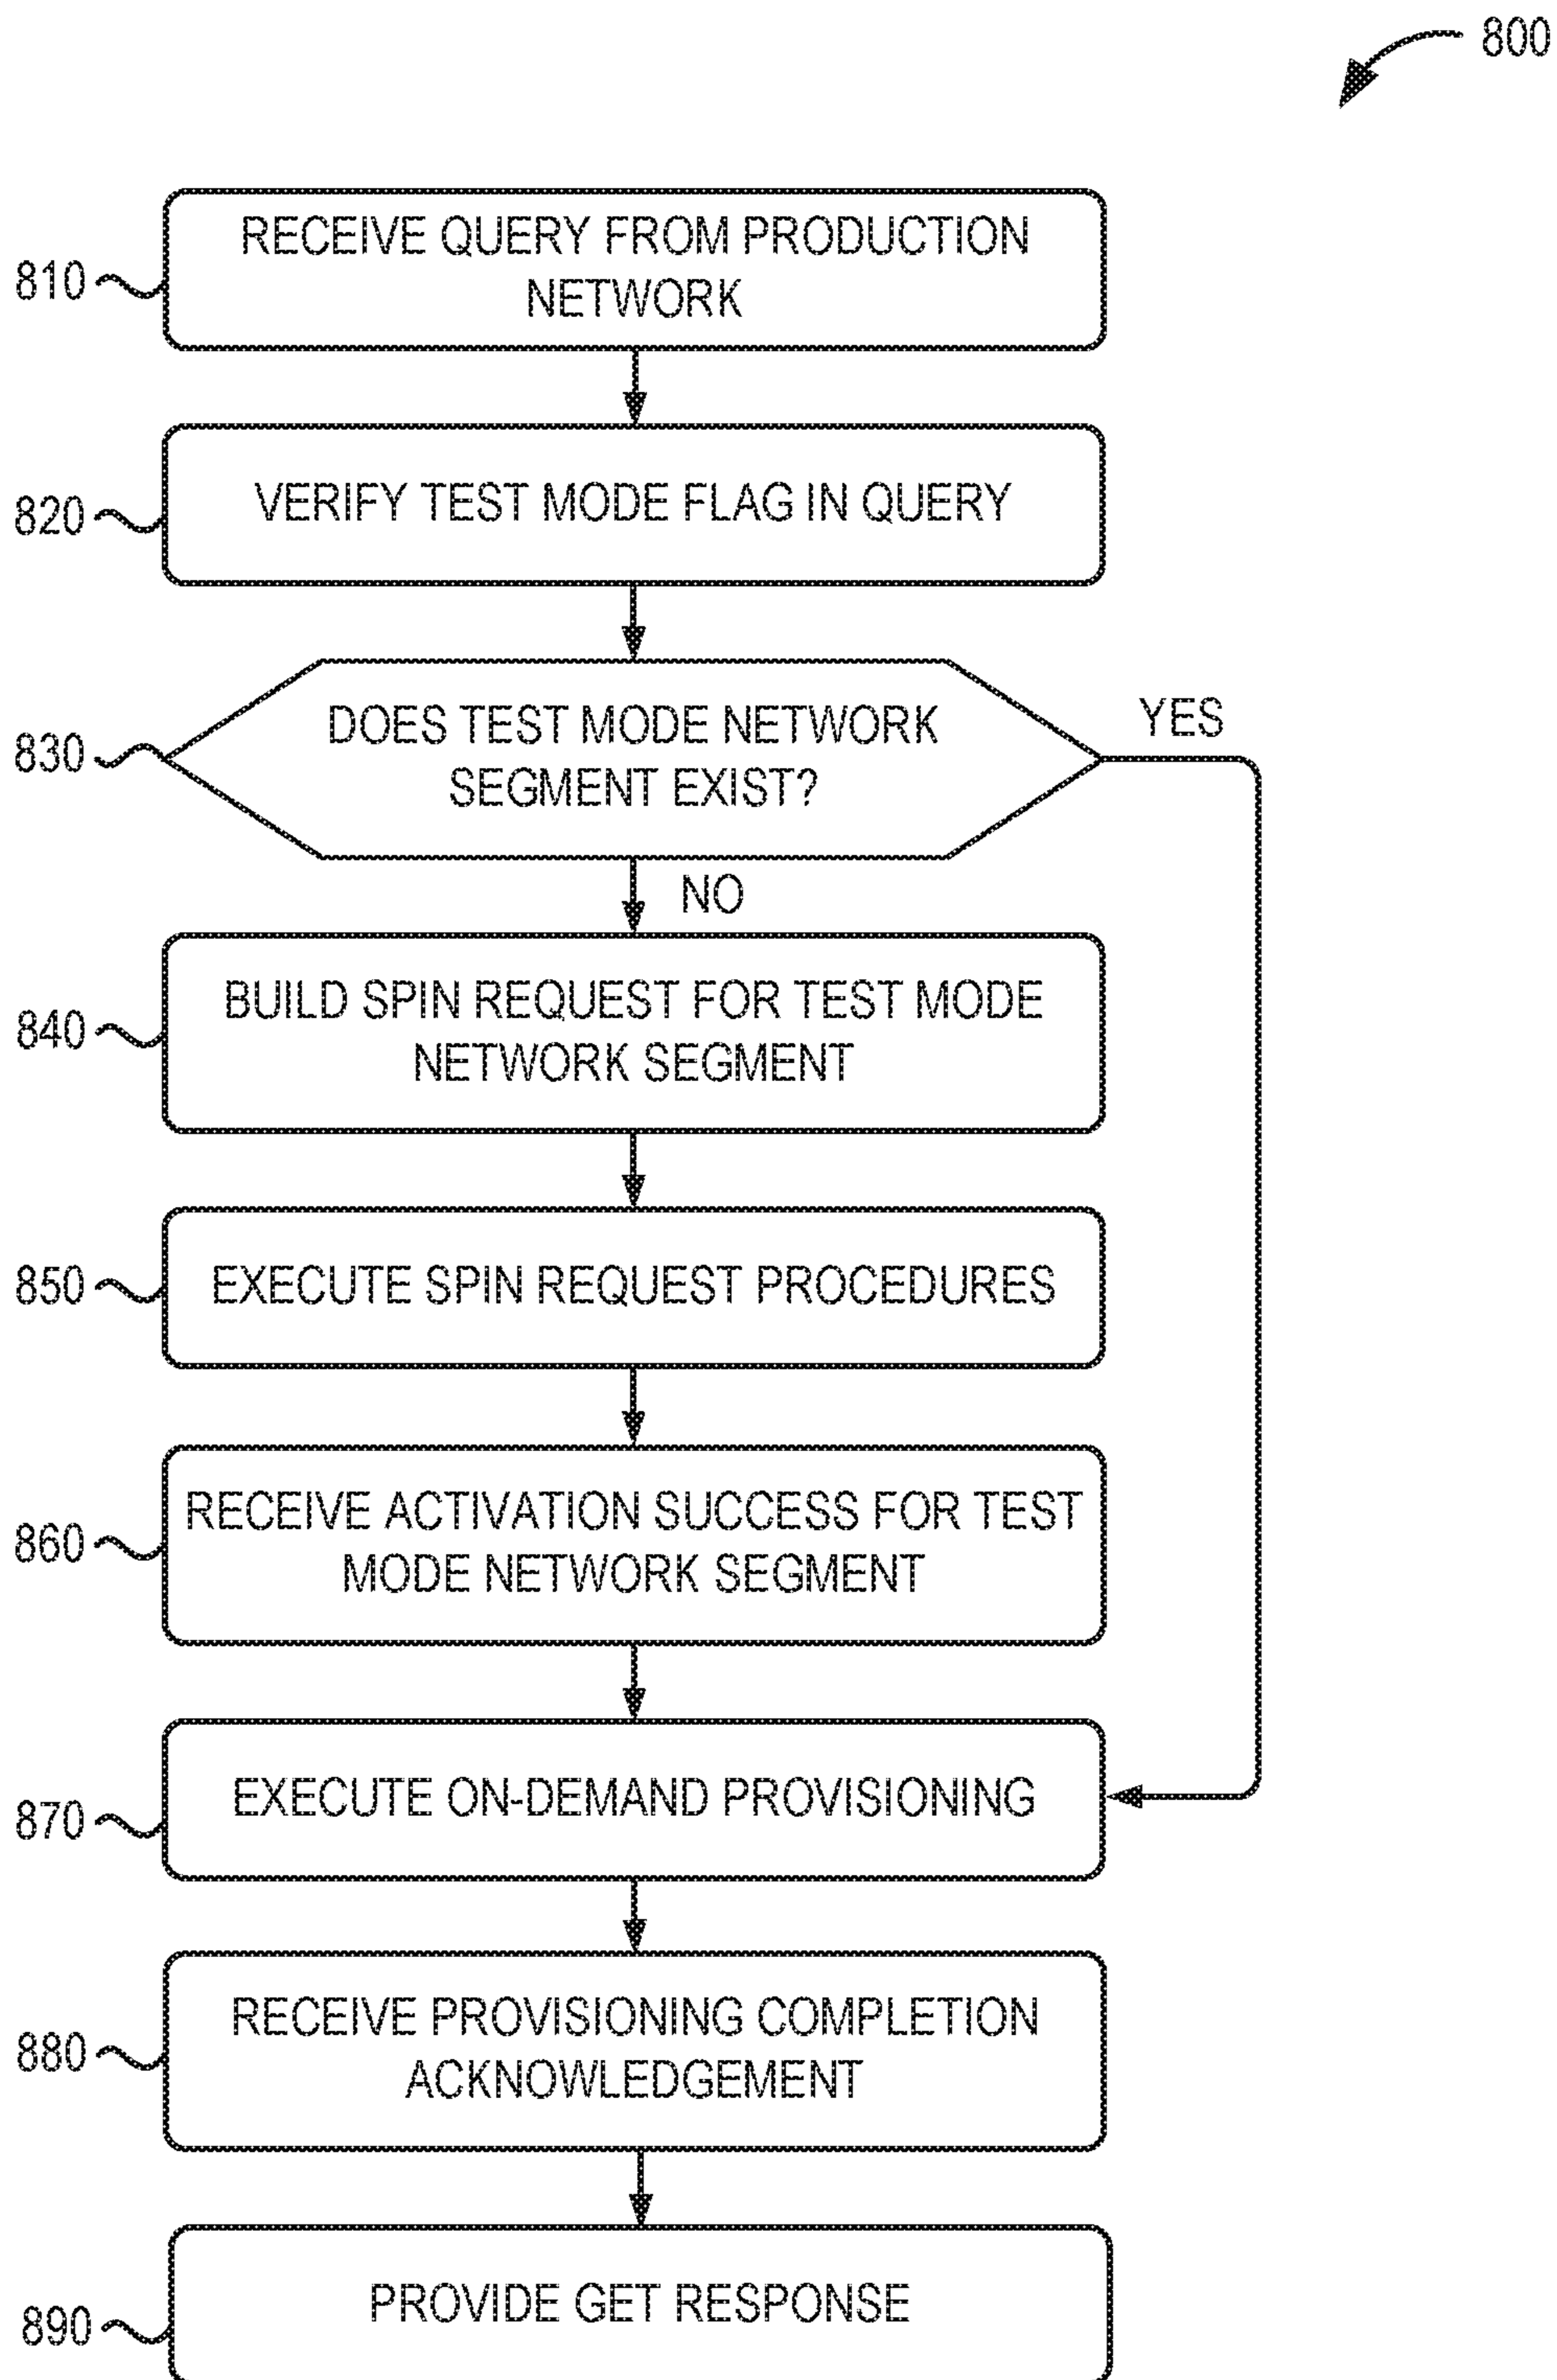 800
810
RECEIVE QUERY FROM PRODUCTION
NETWORK
820
VERIFY TEST MODE FLAG IN QUERY
830
DOES TEST MODE NETWORK
SEGMENT EXIST?
YES
NO
840
BUILD SPIN REQUEST FOR TEST MODE
NETWORK SEGMENT
850
EXECUTE SPIN REQUEST PROCEDURES
860
RECEIVE ACTIVATION SUCCESS FOR TEST
MODE NETWORK SEGMENT
870
EXECUTE ON-DEMAND PROVISIONING
880
RECEIVE PROVISIONING COMPLETION
ACKNOWLEDGEMENT
890
PROVIDE GET RESPONSE